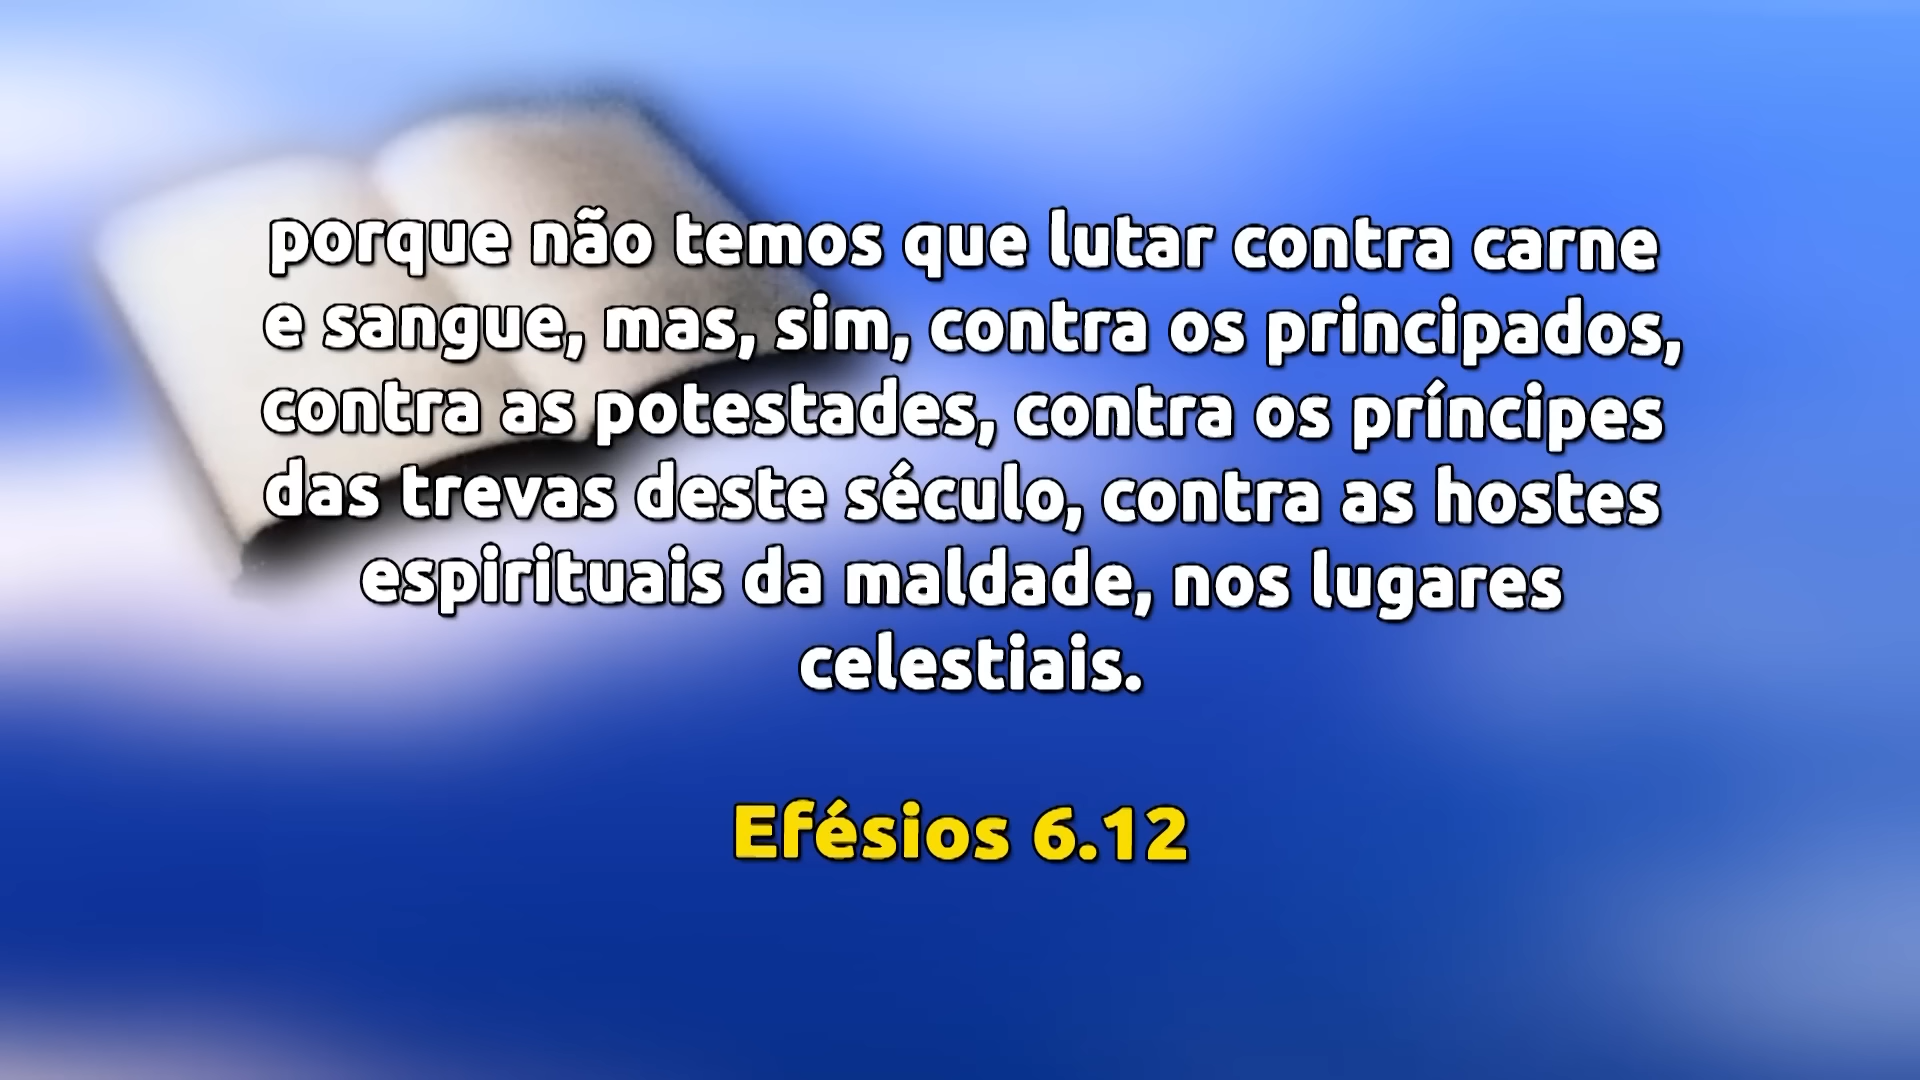 porque não temos que lutar contra carne
e sangue, mas, sim, contra os principados,
contra as potestades, contra os príncipes
das trevas deste século, contra as hostes
espirituais da maldade, nos lugares
celestiais.
Efésios 6.12